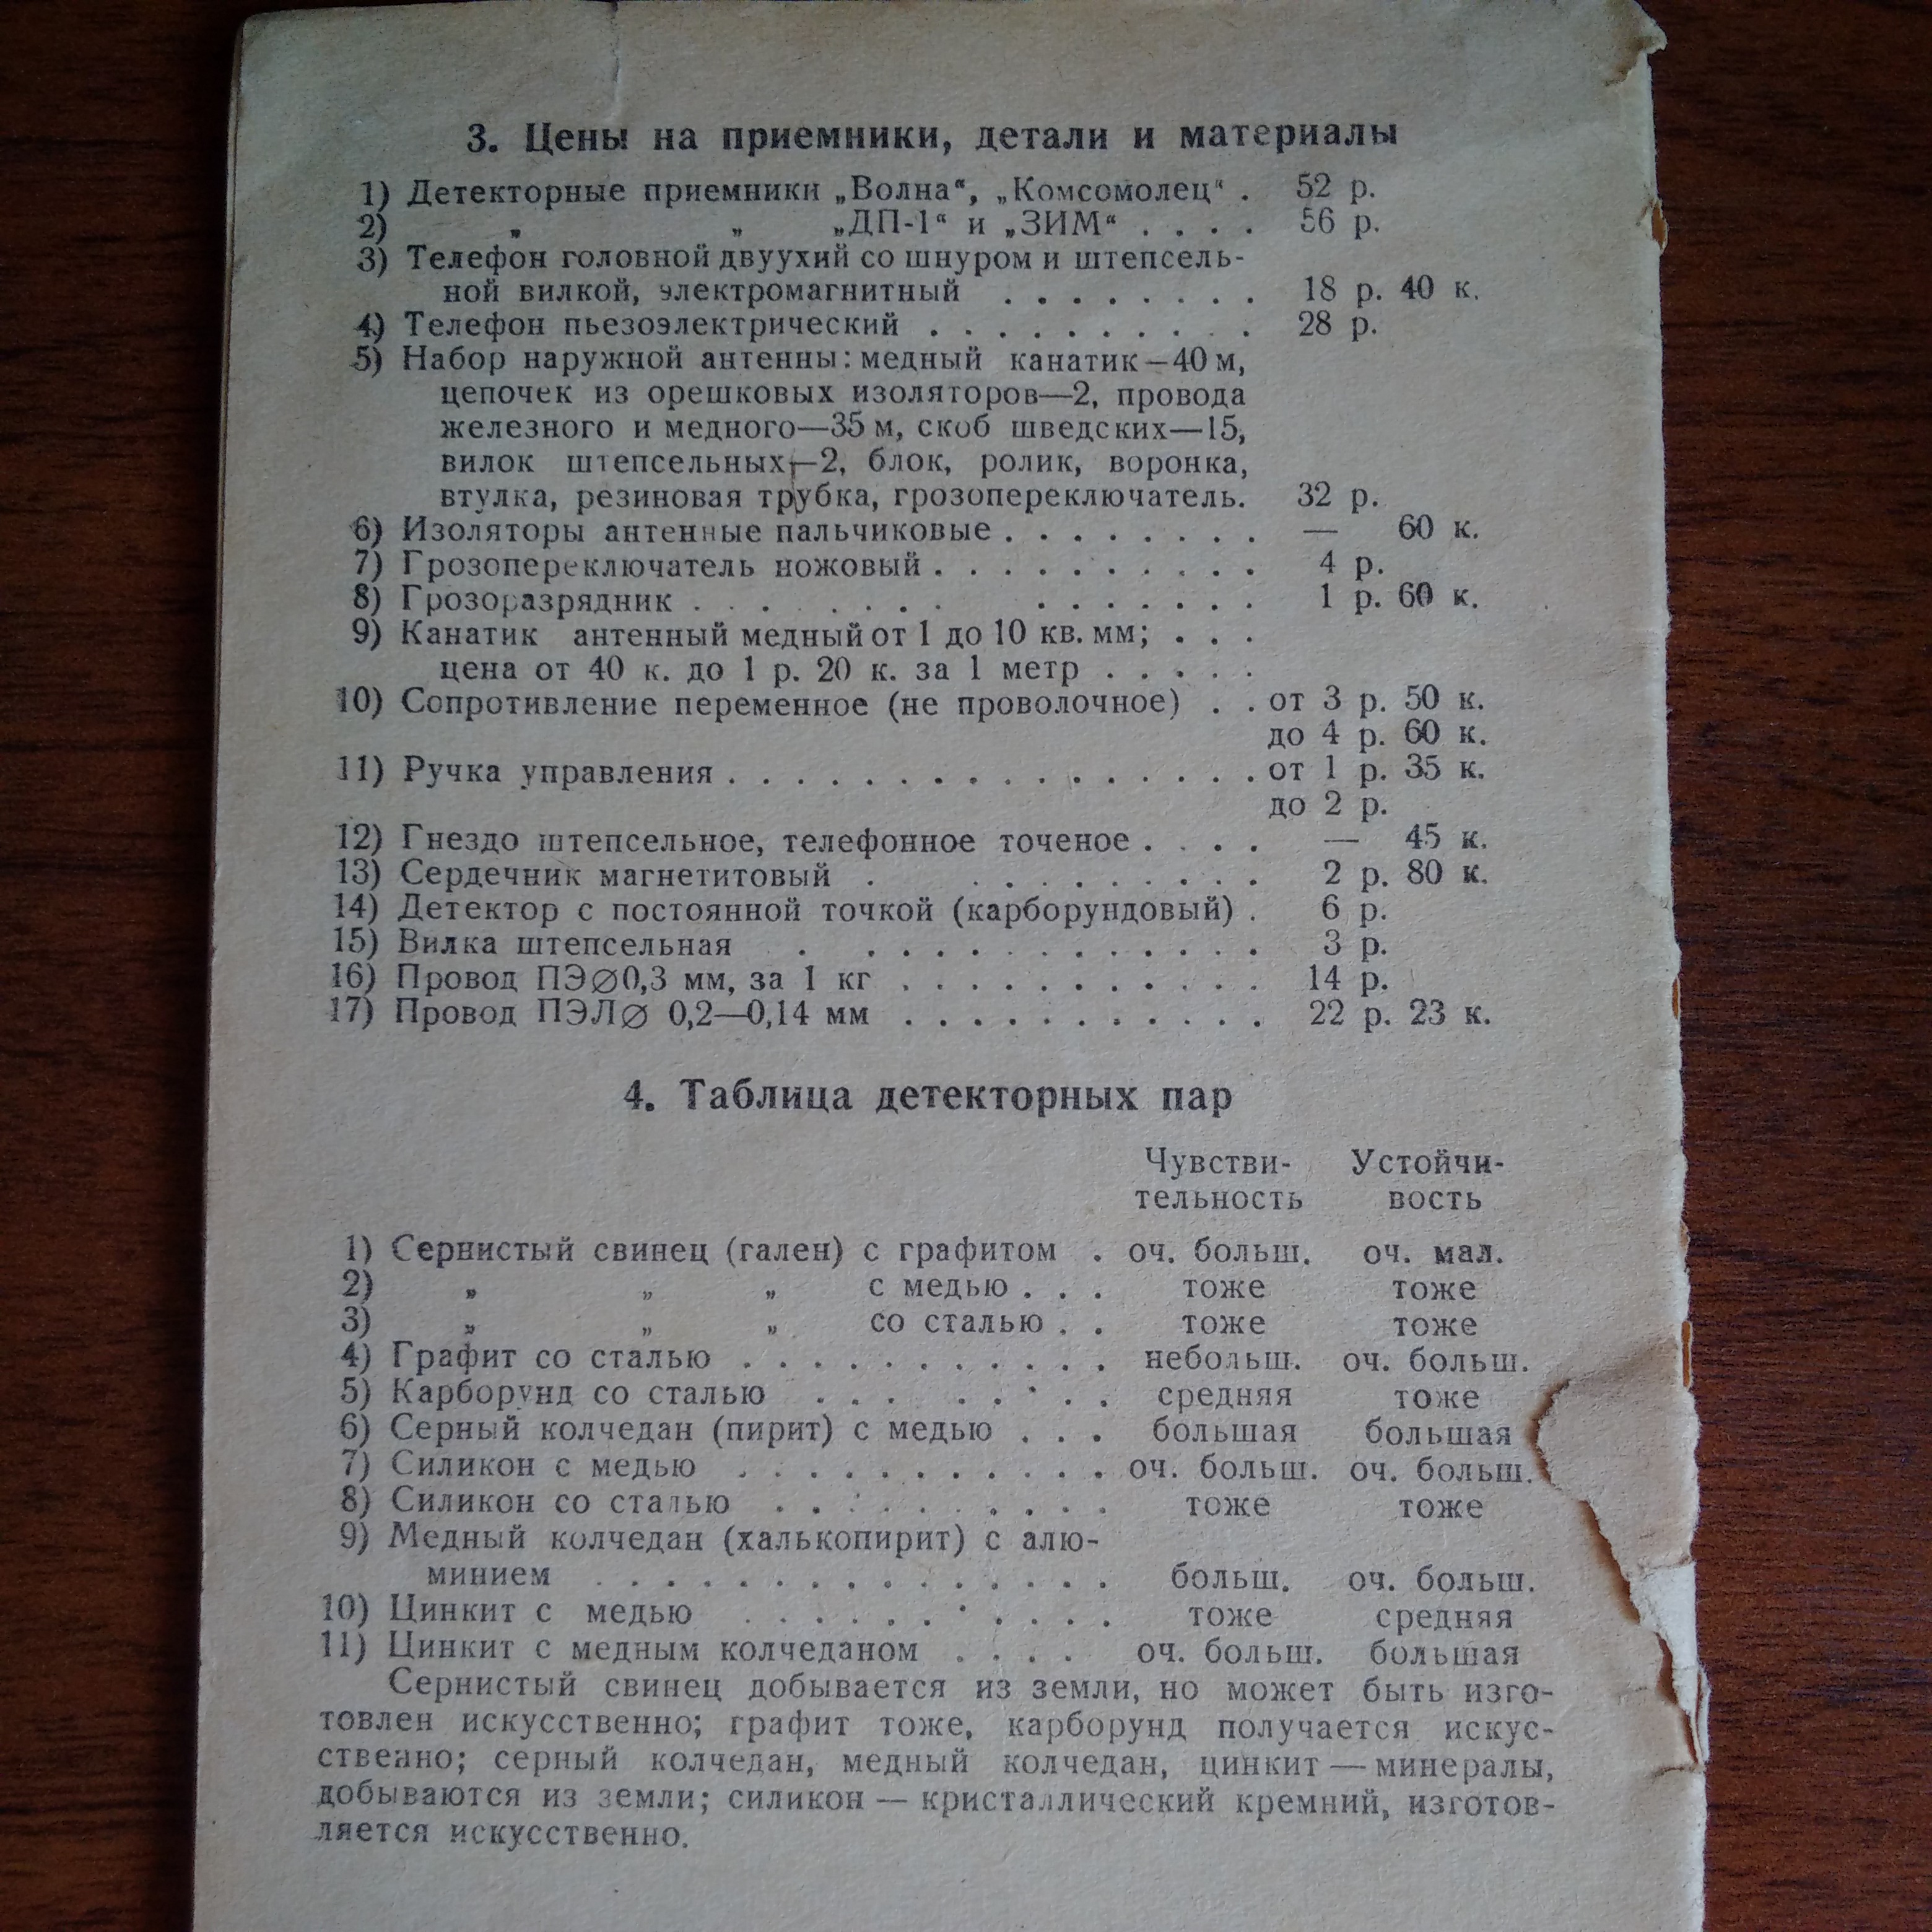 3. Цены на приемники, детали и материалы
1) Детекторные приемники „Волна“, „Комсомолец“ . 52 р.
2) „ „ „ДП-1“ и „ЗИМ“ . . . . 56 р.
3) Телефон головной двуухий со шнуром и штепсель-
ной вилкой, электромагнитный . . . . . . . . 18 р. 40 к.
4) Телефон пьезоэлектрический . . . . . . . . . . 28 р.
5) Набор наружной антенны: медный канатик—40 м,
цепочек из орешковых изоляторов—2, провода
железного и медного—35 м, скоб шведских—15,
вилок штепсельных—2, блок, ролик, воронка,
втулка, резиновая трубка, грозопереключатель. 32 р.
6) Изоляторы антенные пальчиковые . . . . . . . . — 60 к.
7) Грозопереключатель ножовый . . . . . . . . . . 4 р.
8) Грозоразрядник . . . . . . . . . . . . . . 1 р. 60 к.
9) Канатик антенный медный от 1 до 10 кв. мм; . . .
цена от 40 к. до 1 р. 20 к. за 1 метр . . . . .
10) Сопротивление переменное (не проволочное) . . от 3 р. 50 к.
до 4 р. 60 к.
11) Ручка управления . . . . . . . . . . . . . . . . от 1 р. 35 к.
до 2 р.
12) Гнездо штепсельное, телефонное точеное . . . . — 45 к.
13) Сердечник магнетитовый . . . . . . . . . 2 р. 80 к.
14) Детектор с постоянной точкой (карборундовый) . 6 р.
15) Вилка штепсельная . . . . . . . . . . . . 3 р.
16) Провод ПЭ∅0,3 мм, за 1 кг . . . . . . . . . . . 14 р.
17) Провод ПЭЛ∅ 0,2—0,14 мм . . . . . . . . . . . 22 р. 23 к.
4. Таблица детекторных пар
Чувстви- Устойчи-
тельность вость
1) Сернистый свинец (гален) с графитом . оч. больш. оч. мал.
2) „ „ „ с медью . . . тоже тоже
3) „ „ „ со сталью . . тоже тоже
4) Графит со сталью . . . . . . . . . . . небольш. оч. больш.
5) Карборунд со сталью . . . . . . . . . средняя тоже
6) Серный колчедан (пирит) с медью . . . большая большая
7) Силикон с медью . . . . . . . . . . . оч. больш. оч. больш.
8) Силикон со сталью . . . . . . . . . . тоже тоже
9) Медный колчедан (халькопирит) с алю-
минием . . . . . . . . . . . . . . . больш. оч. больш.
10) Цинкит с медью . . . . . . . . . . . тоже средняя
11) Цинкит с медным колчеданом . . . . оч. больш. большая
Сернистый свинец добывается из земли, но может быть изго-
товлен искусственно; графит тоже, карборунд получается искус-
ственно; серный колчедан, медный колчедан, цинкит — минералы,
добываются из земли; силикон — кристаллический кремний, изготов-
ляется искусственно.